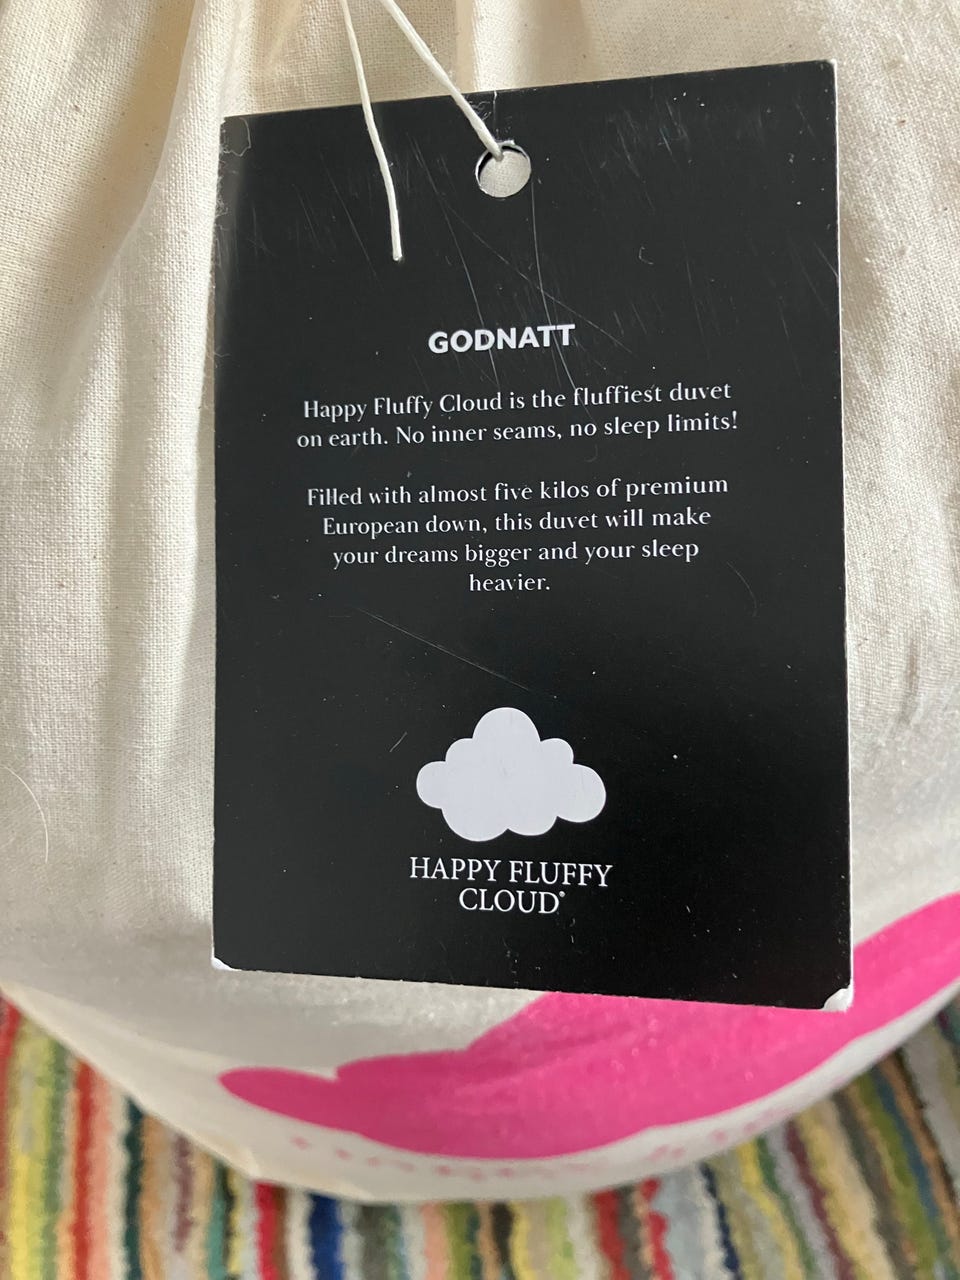 GODNATT
Happy Fluffy Cloud is the fluffiest duvet
on earth. No inner seams, no sleep limits!
Filled with almost five kilos of premium
European down, this duvet will make
your dreams bigger and your sleep
heavier.
HAPPY FLUFFY
CLOUD®